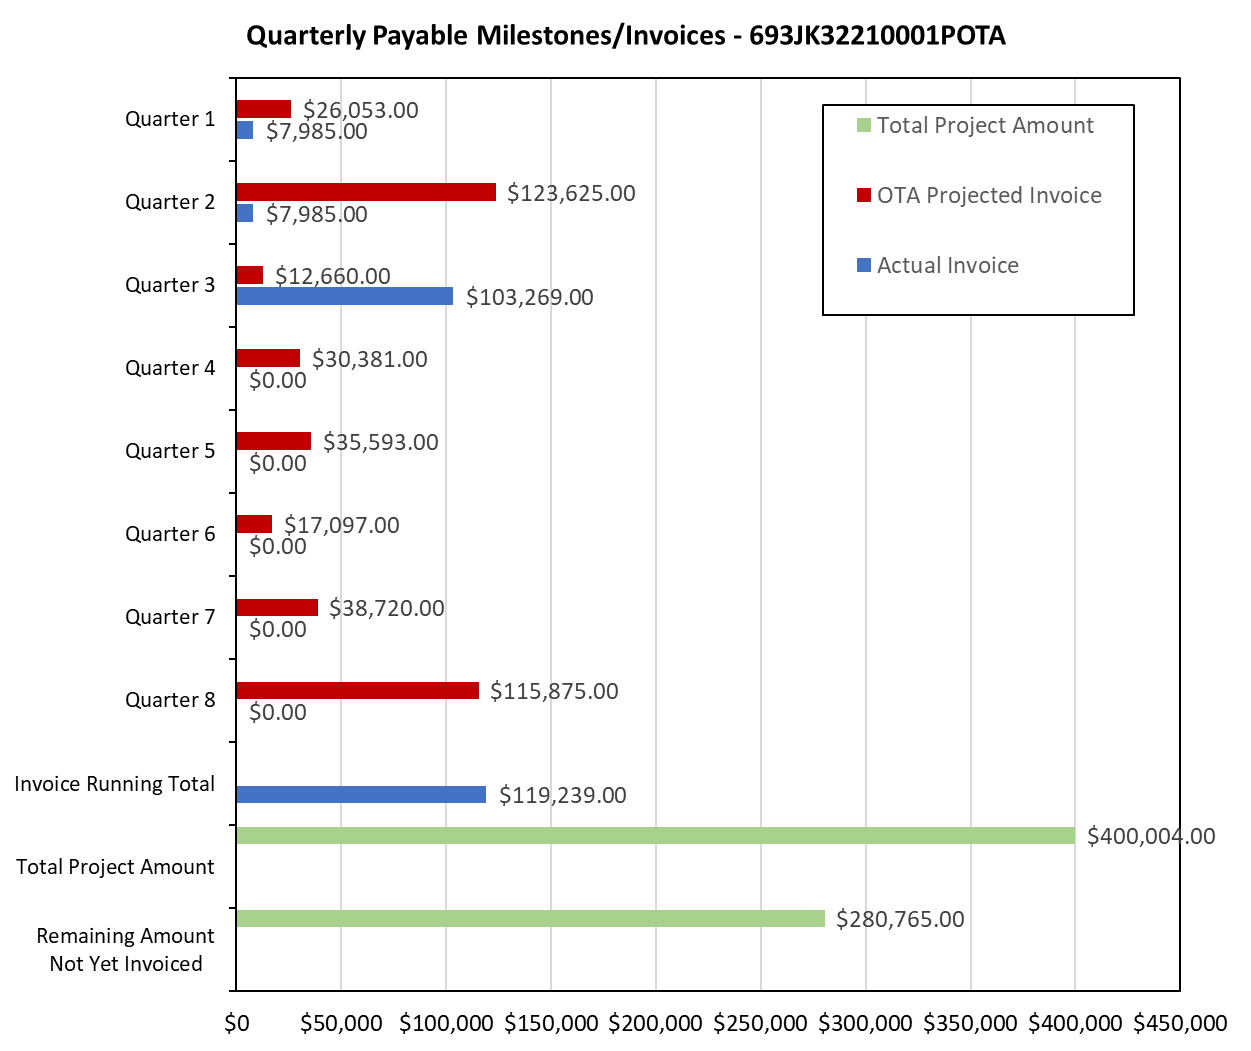 Quarterly Payable Milestones/Invoices - 693JK32210001POTA
Total Project Amount
OTA Projected Invoice
Actual Invoice
Quarter 1
$26,053.00
$7,985.00
Quarter 2
$123,625.00
$7,985.00
Quarter 3
$12,660.00
$103,269.00
Quarter 4
$30,381.00
$0.00
Quarter 5
$35,593.00
$0.00
Quarter 6
$17,097.00
$0.00
Quarter 7
$38,720.00
$0.00
Quarter 8
$115,875.00
$0.00
Invoice Running Total
$119,239.00
Total Project Amount
$400,004.00
Remaining Amount
Not Yet Invoiced
$280,765.00
$0 $50,000 $100,000 $150,000 $200,000 $250,000 $300,000 $350,000 $400,000 $450,000